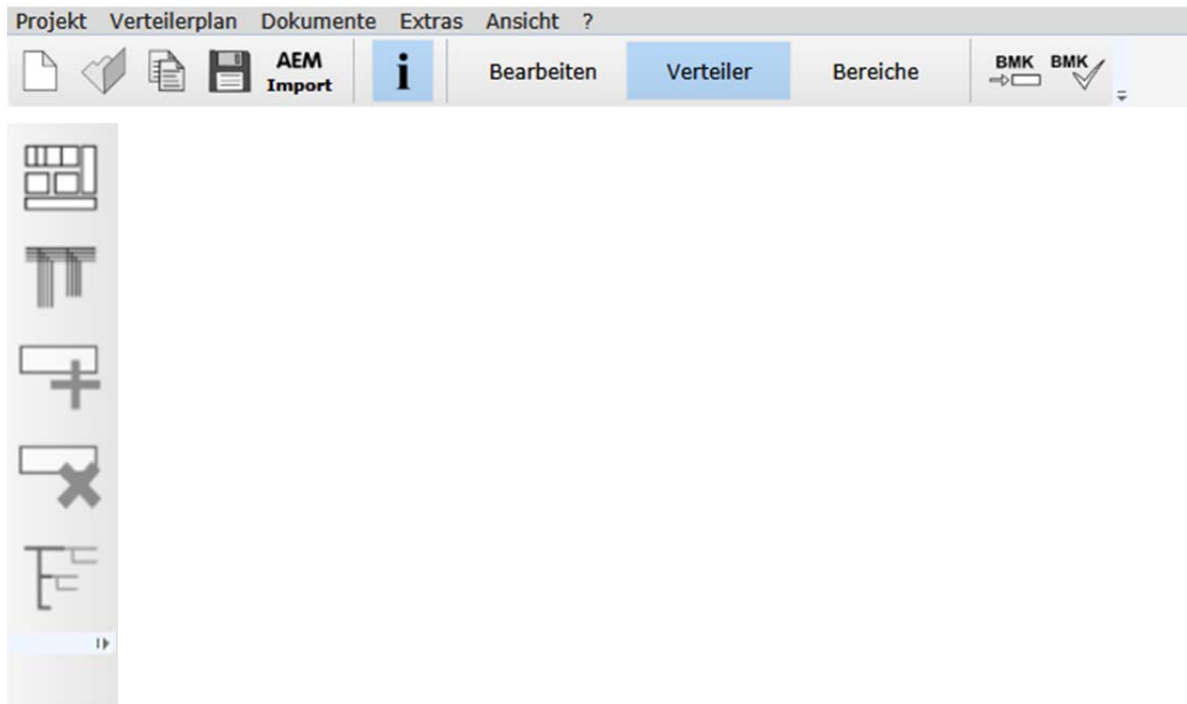 Projekt Verteilerplan Dokumente Extras Ansicht ?
AEM
Import
i
Bearbeiten Verteiler Bereiche
BMK BMK